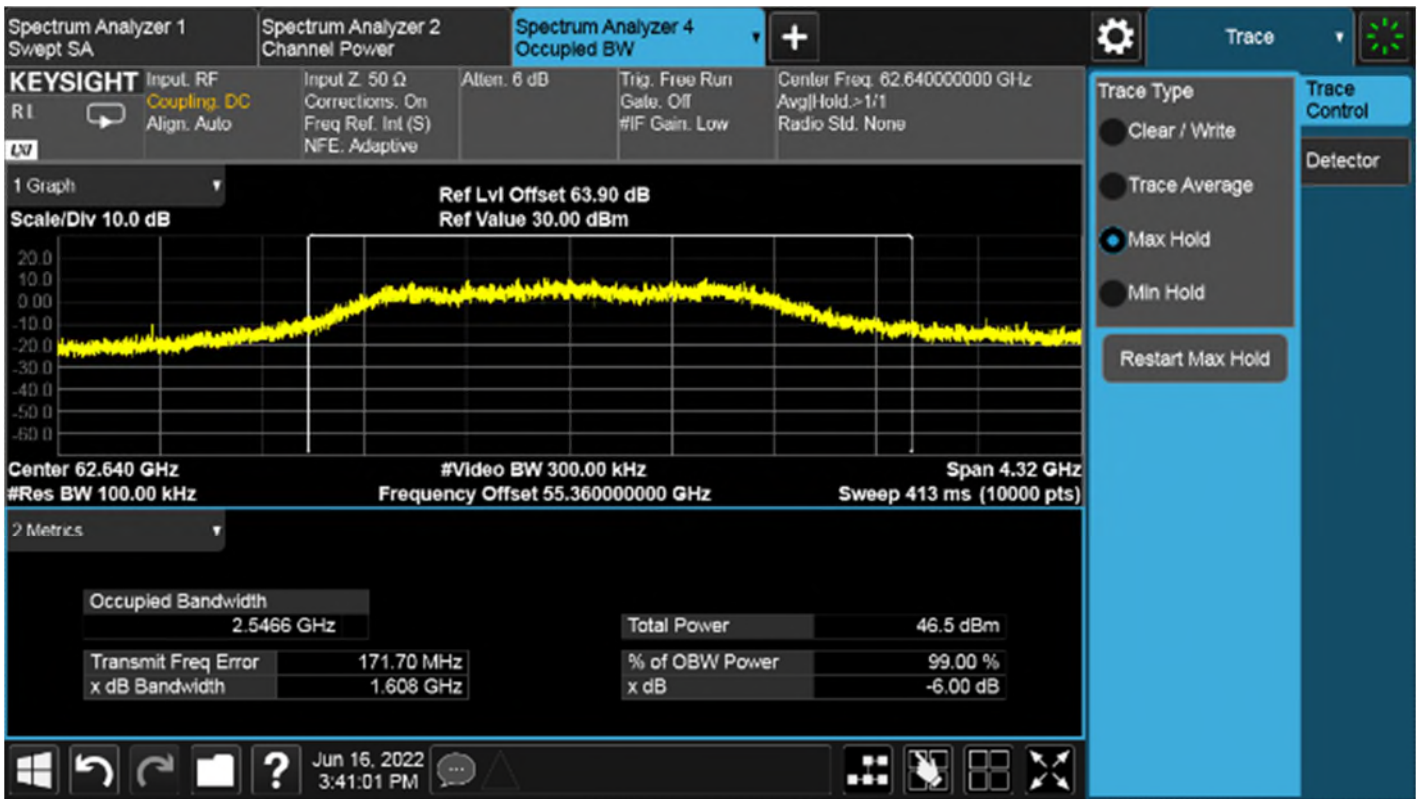 Spectrum Analyzer 1
Swept SA
Spectrum Analyzer 2
Channel Power
Spectrum Analyzer 4
Occupied BW
Trace
KEYSIGHT
RL
LXI
Input. RF
Coupling. DC
Align. Auto
Input Z. 50 Ω
Corrections. On
Freq Ref. Int (S)
NFE. Adaptive
Atten. 6 dB
Trig. Free Run
Gate. Off
#IF Gain. Low
Center Freq. 62.640000000 GHz
Avg|Hold.>1/1
Radio Std. None
Trace Type
Clear / Write
Trace Average
Max Hold
Min Hold
Restart Max Hold
Trace
Control
Detector
1 Graph
Scale/Div 10.0 dB
Ref Lvl Offset 63.90 dB
Ref Value 30.00 dBm
20.0
10.0
0.00
-10.0
-20.0
-30.0
-40.0
-50.0
-60.0
Center 62.640 GHz
#Video BW 300.00 kHz
Span 4.32 GHz
#Res BW 100.00 kHz
Frequency Offset 55.360000000 GHz
Sweep 413 ms (10000 pts)
2 Metrics
Occupied Bandwidth
2.5466 GHz
Total Power 46.5 dBm
Transmit Freq Error 171.70 MHz
% of OBW Power 99.00 %
x dB Bandwidth 1.608 GHz
x dB -6.00 dB
?
Jun 16, 2022
3:41:01 PM